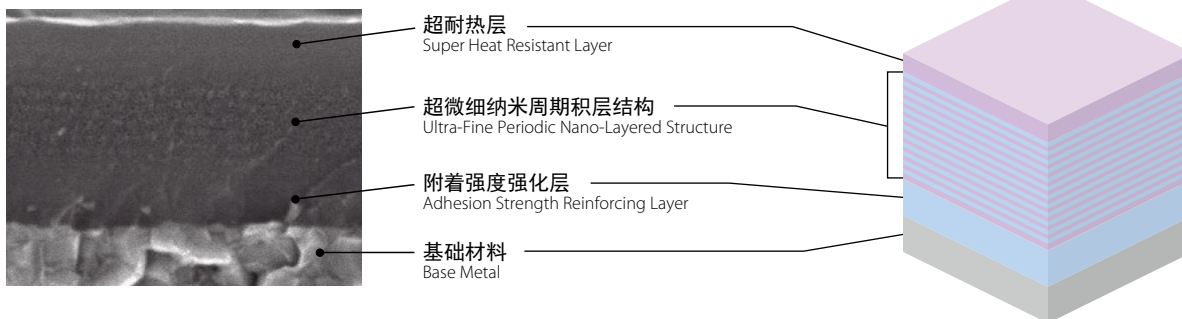 超耐热层
Super Heat Resistant Layer
超微细纳米周期积层结构
Ultra-Fine Periodic Nano-Layered Structure
附着强度强化层
Adhesion Strength Reinforcing Layer
基础材料
Base Metal